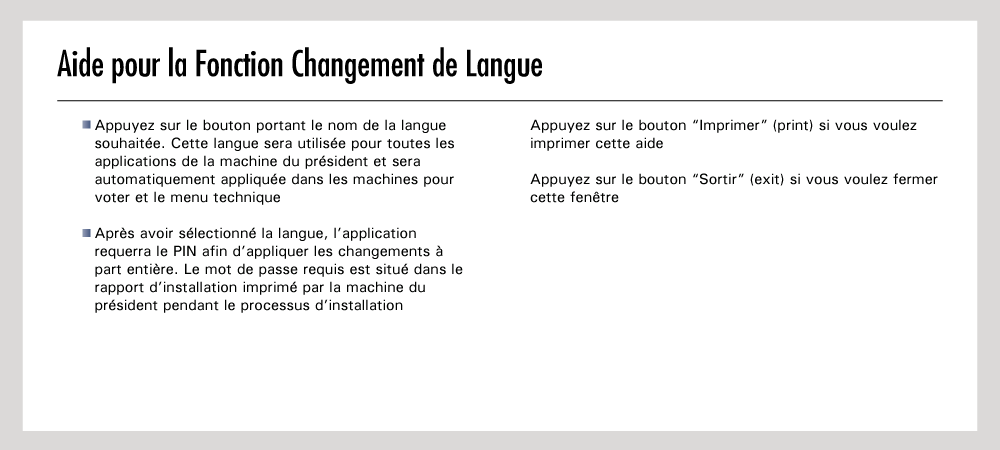 Aide pour la Fonction Changement de Langue
Appuyez sur le bouton portant le nom de la langue
souhaitée. Cette langue sera utilisée pour toutes les
applications de la machine du président et sera
automatiquement appliquée dans les machines pour
voter et le menu technique
Après avoir sélectionné la langue, l’application
requerra le PIN afin d’appliquer les changements à
part entière. Le mot de passe requis est situé dans le
rapport d’installation imprimé par la machine du
président pendant le processus d’installation
Appuyez sur le bouton “Imprimer” (print) si vous voulez
imprimer cette aide
Appuyez sur le bouton “Sortir” (exit) si vous voulez fermer
cette fenêtre